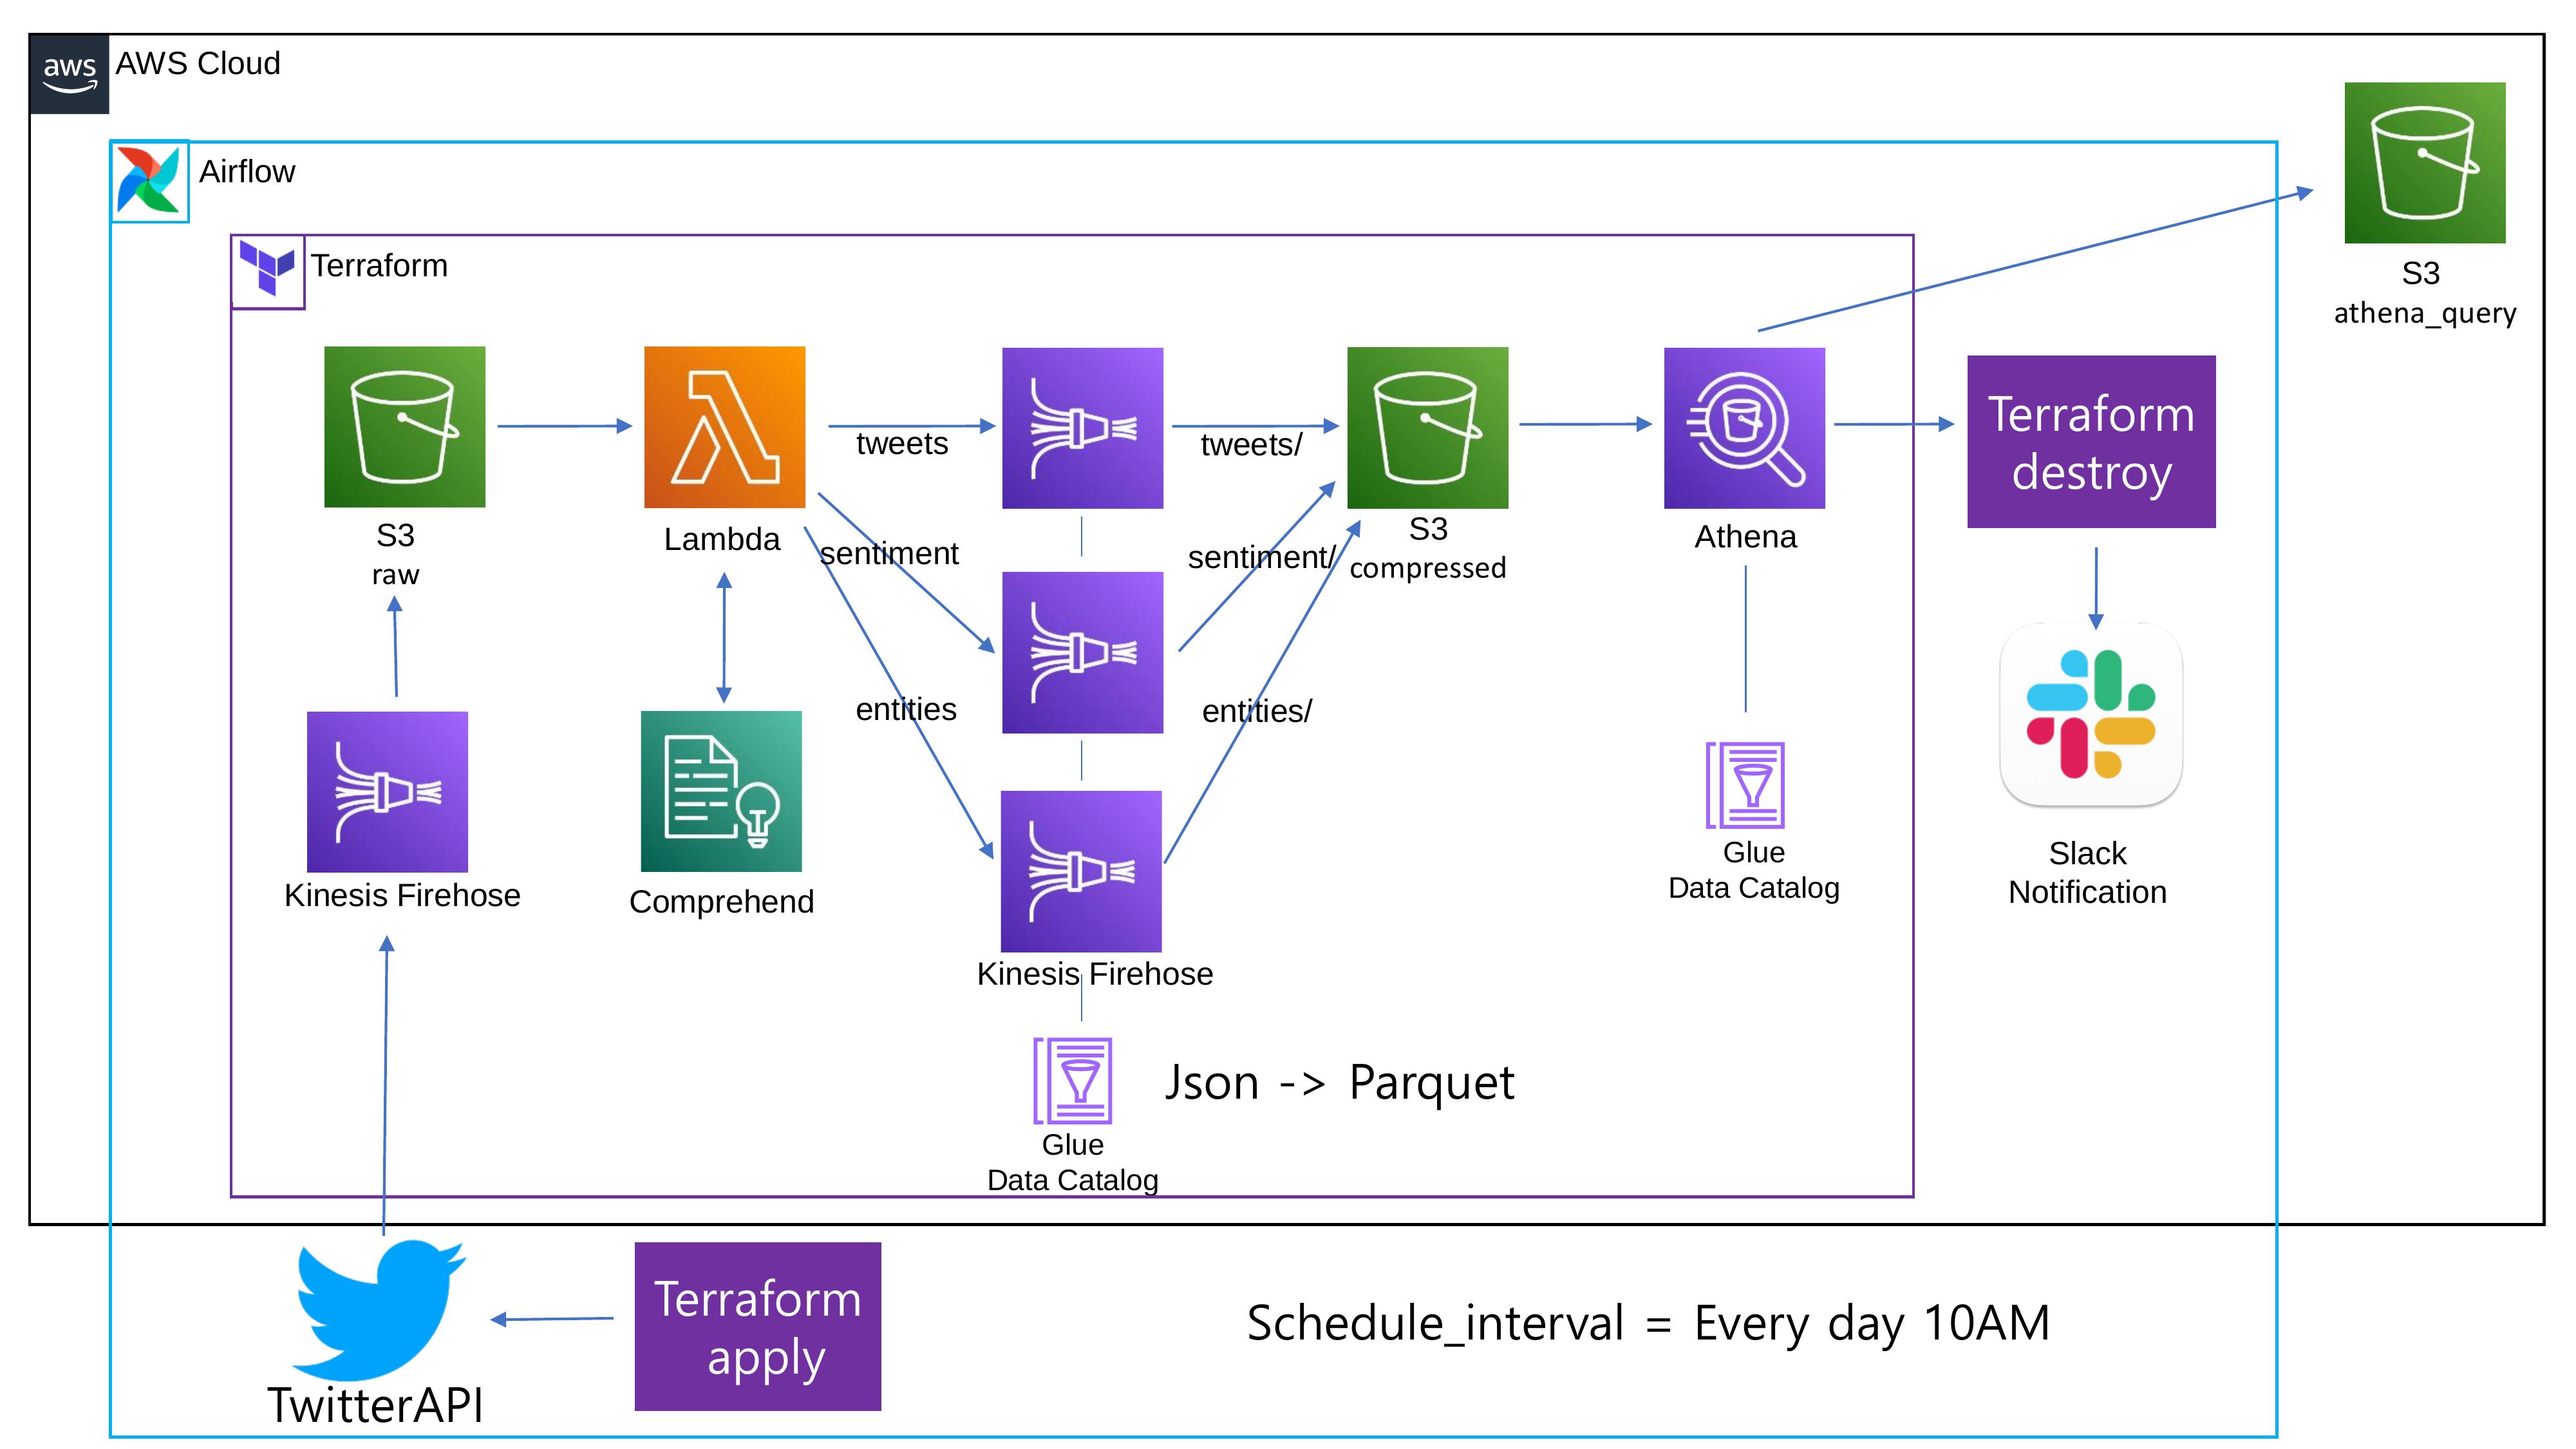 aws
AWS Cloud
Airflow
Terraform
S3
athena_query
S3
raw
Lambda
tweets
sentiment
entities
tweets/
sentiment/
entities/
S3
compressed
Athena
Terraform
destroy
Kinesis Firehose
Comprehend
Kinesis Firehose
Glue
Data Catalog
Slack
Notification
Glue
Data Catalog
Json -> Parquet
TwitterAPI
Terraform
apply
Schedule_interval = Every day 10AM